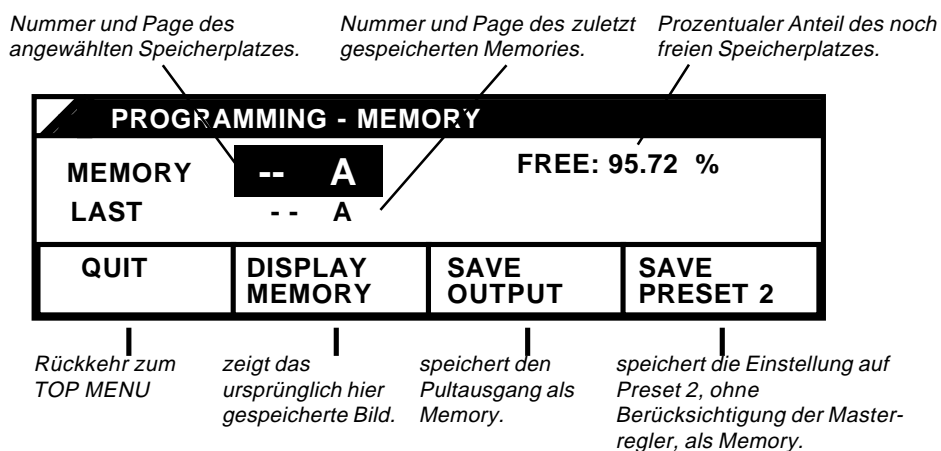 Nummer und Page des
angewählten Speicherplatzes.
Nummer und Page des zuletzt
gespeicherten Memories.
Prozentualer Anteil des noch
freien Speicherplatzes.
PROGRAMMING - MEMORY
MEMORY -- A FREE: 95.72 %
LAST - - A
QUIT
DISPLAY
MEMORY
SAVE
OUTPUT
SAVE
PRESET 2
Rückkehr zum
TOP MENU
zeigt das
ursprünglich hier
gespeicherte Bild.
speichert den
Pultausgang als
Memory.
speichert die Einstellung auf
Preset 2, ohne
Berücksichtigung der Master-
regler, als Memory.